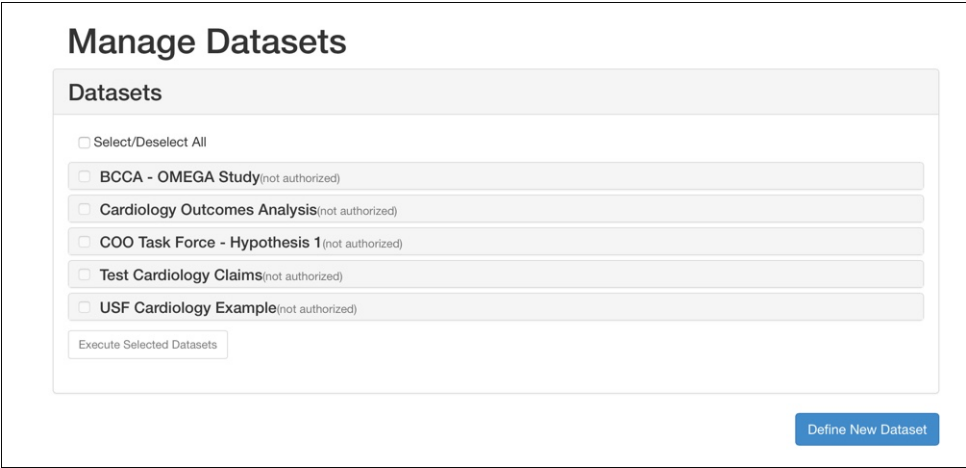 Manage Datasets
Datasets
Select/Deselect All
BCCA - OMEGA Study(not authorized)
Cardiology Outcomes Analysis(not authorized)
COO Task Force - Hypothesis 1(not authorized)
Test Cardiology Claims(not authorized)
USF Cardiology Example(not authorized)
Execute Selected Datasets
Define New Dataset